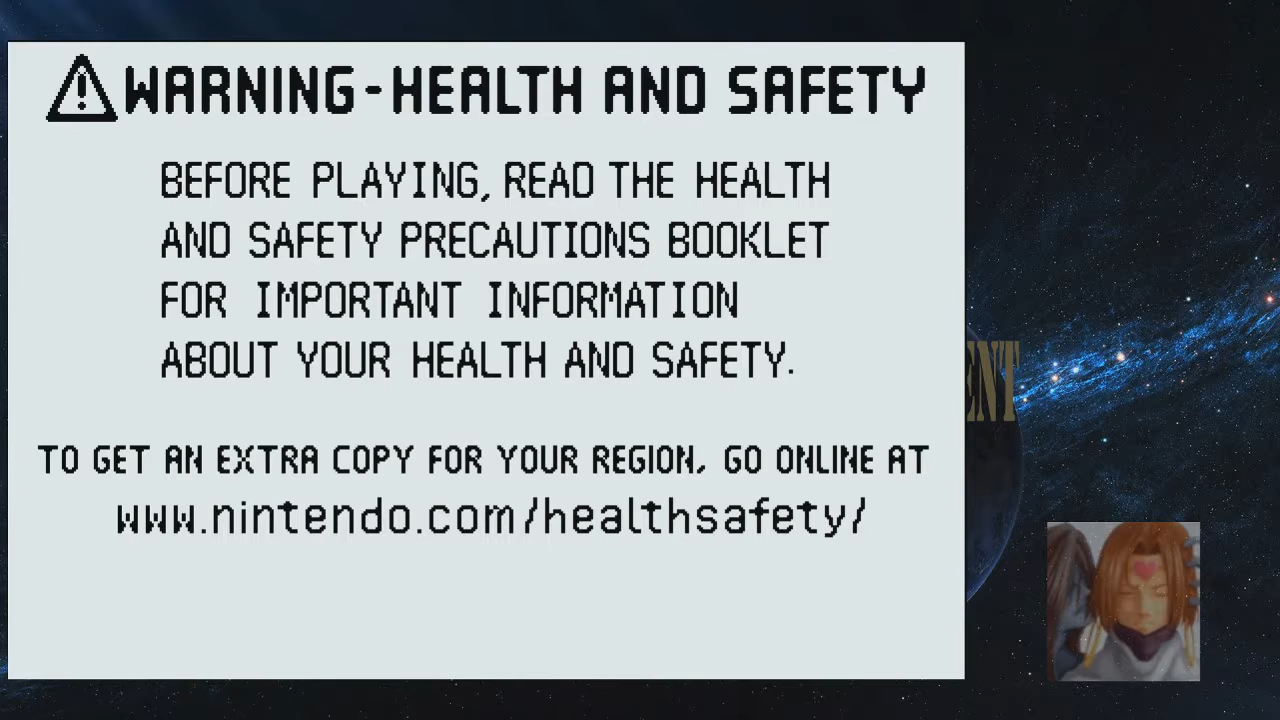 WARNING-HEALTH AND SAFETY
BEFORE PLAYING, READ THE HEALTH
AND SAFETY PRECAUTIONS BOOKLET
FOR IMPORTANT INFORMATION
ABOUT YOUR HEALTH AND SAFETY.
TO GET AN EXTRA COPY FOR YOUR REGION, GO ONLINE AT
www.nintendo.com/healthsafety/